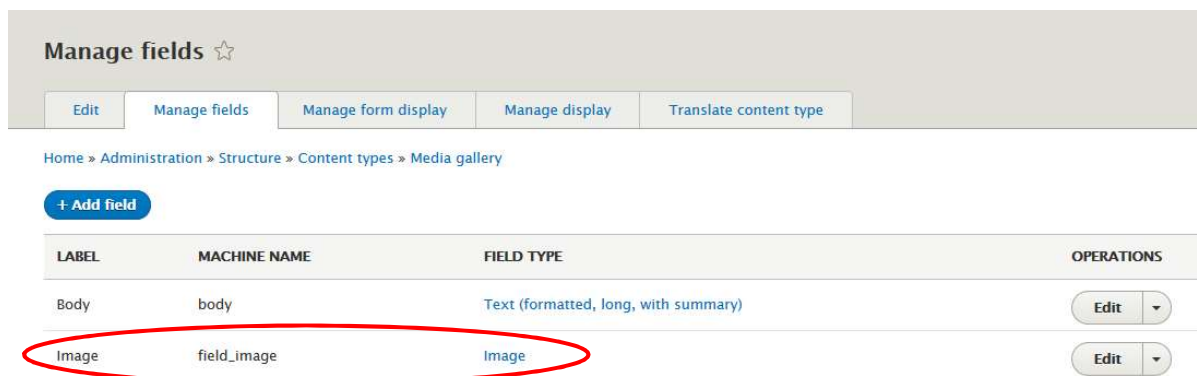 Manage fields
Edit Manage fields Manage form display Manage display Translate content type
Home » Administration » Structure » Content types » Media gallery
+ Add field
LABEL MACHINE NAME FIELD TYPE OPERATIONS
Body body Text (formatted, long, with summary) Edit
Image field_image Image Edit